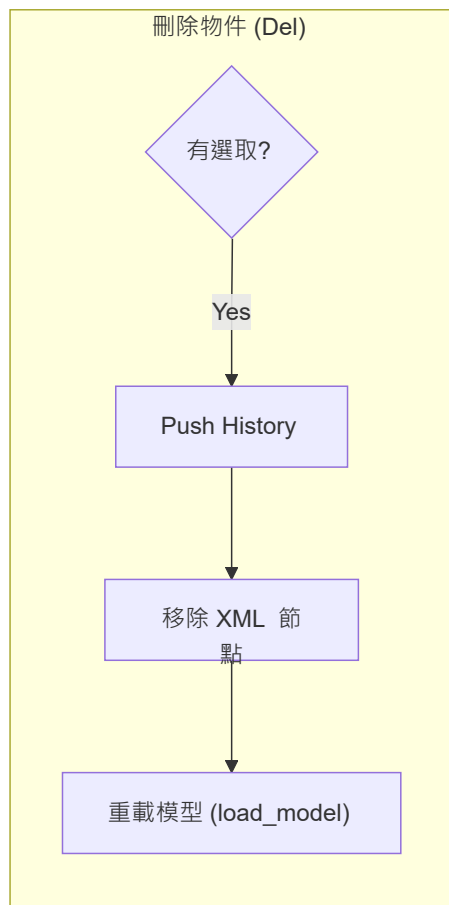 刪除物件 (Del)
有選取?
Yes
Push History
移除 XML 節
點
重載模型 (load_model)